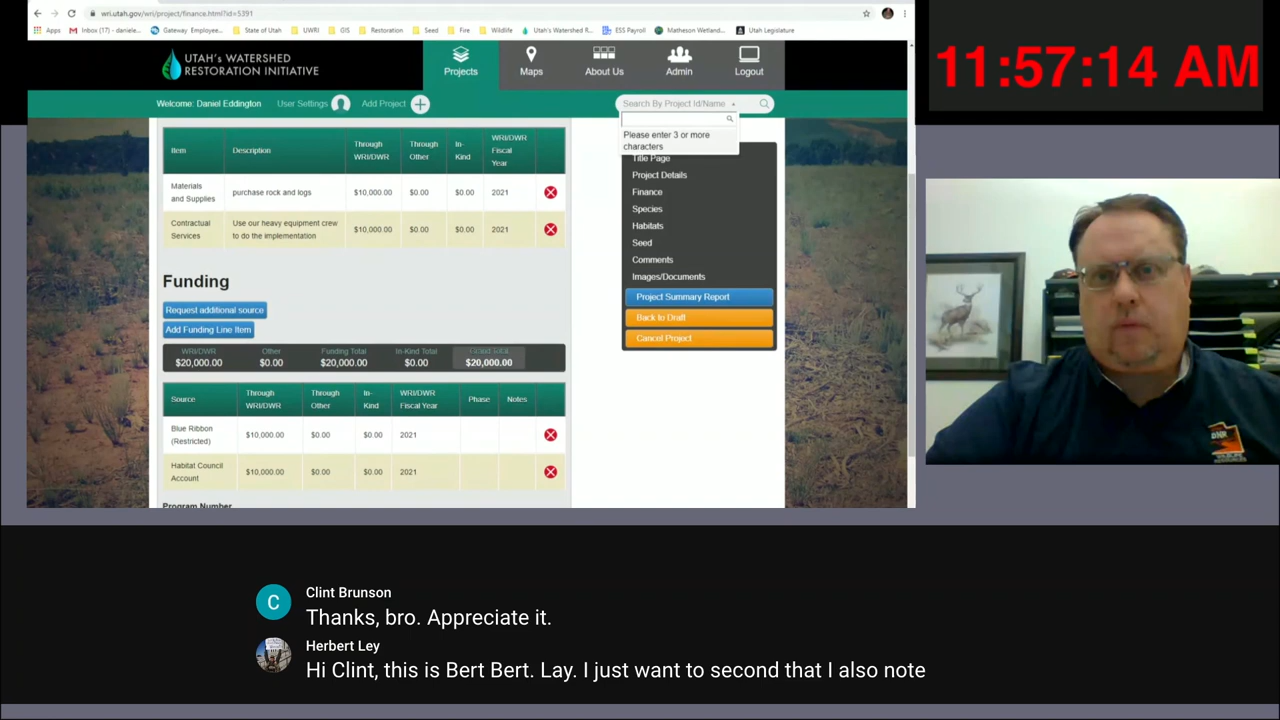 wri.utah.gov/wri/project/finance.html?id=5391
Apps Inbox (17) - daniele... Gateway Employee... State of Utah UWRI GIS Restoration Seed Fire Wildlife Utah's Watershed R... ESS Payroll Matheson Wetland... Utah Legislature
11:57:14 AM
UTAH'S WATERSHED
RESTORATION INITIATIVE
Projects Maps About Us Admin Logout
Welcome: Daniel Eddington User Settings Add Project Search By Project Id/Name
Please enter 3 or more
characters
Item Description Through
WRI/DWR Through
Other In-
Kind WRI/DWR
Fiscal
Year
Materials
and Supplies purchase rock and logs $10,000.00 $0.00 $0.00 2021
Contractual
Services Use our heavy equipment crew
to do the implementation $10,000.00 $0.00 $0.00 2021
Title Page
Project Details
Finance
Species
Habitats
Seed
Comments
Images/Documents
Project Summary Report
Back to Draft
Cancel Project
Funding
Request additional source
Add Funding Line Item
WRI/DWR Other Funding Total In-Kind Total Grand Total
$20,000.00 $0.00 $20,000.00 $0.00 $20,000.00
Source Through
WRI/DWR Through
Other In-
Kind WRI/DWR
Fiscal Year Phase Notes
Blue Ribbon
(Restricted) $10,000.00 $0.00 $0.00 2021
Habitat Council
Account $10,000.00 $0.00 $0.00 2021
Program Number
DNR
C
Clint Brunson
Thanks, bro. Appreciate it.
Herbert Ley
Hi Clint, this is Bert Bert. Lay. I just want to second that I also note